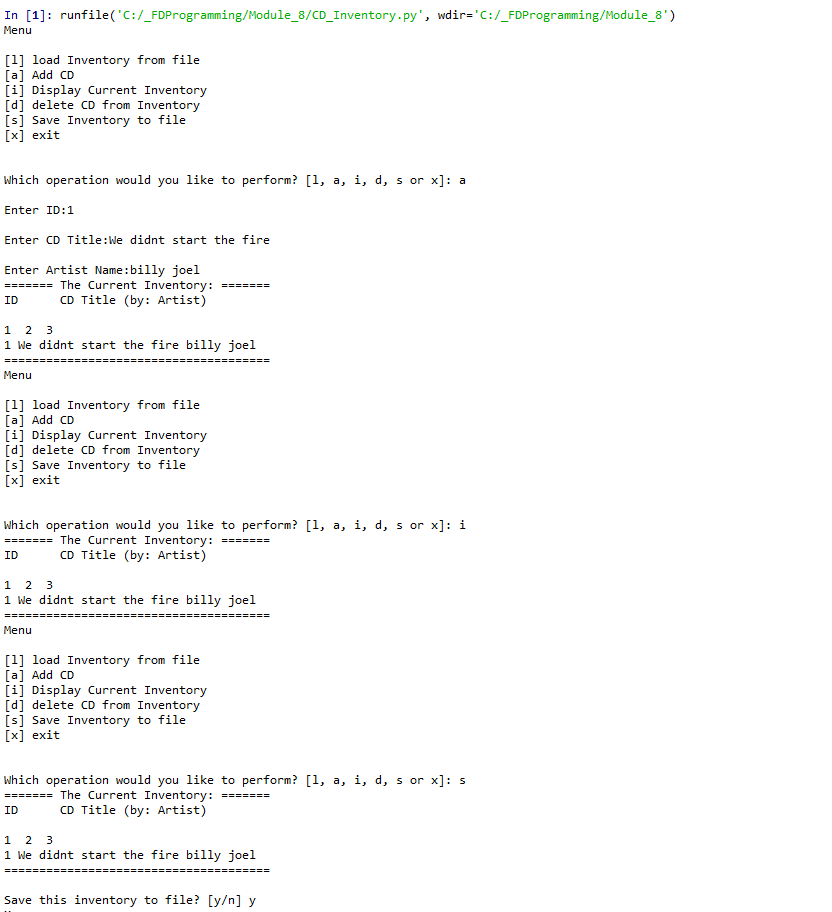 In [1]: runfile('C:/_FDProgramming/Module_8/CD_Inventory.py', wdir='C:/_FDProgramming/Module_8')
Menu
[l] load Inventory from file
[a] Add CD
[i] Display Current Inventory
[d] delete CD from Inventory
[s] Save Inventory to file
[x] exit
Which operation would you like to perform? [l, a, i, d, s or x]: a
Enter ID:1
Enter CD Title:We didnt start the fire
Enter Artist Name:billy joel
======= The Current Inventory: =======
ID      CD Title (by: Artist)
1  2  3
1 We didnt start the fire billy joel
======================================
Menu
[l] load Inventory from file
[a] Add CD
[i] Display Current Inventory
[d] delete CD from Inventory
[s] Save Inventory to file
[x] exit
Which operation would you like to perform? [l, a, i, d, s or x]: i
======= The Current Inventory: =======
ID      CD Title (by: Artist)
1  2  3
1 We didnt start the fire billy joel
======================================
Menu
[l] load Inventory from file
[a] Add CD
[i] Display Current Inventory
[d] delete CD from Inventory
[s] Save Inventory to file
[x] exit
Which operation would you like to perform? [l, a, i, d, s or x]: s
======= The Current Inventory: =======
ID      CD Title (by: Artist)
1  2  3
1 We didnt start the fire billy joel
======================================
Save this inventory to file? [y/n] y